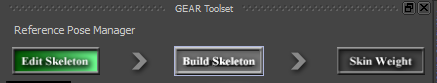 GEAR Toolset
Reference Pose Manager
Edit Skeleton Build Skeleton Skin Weight